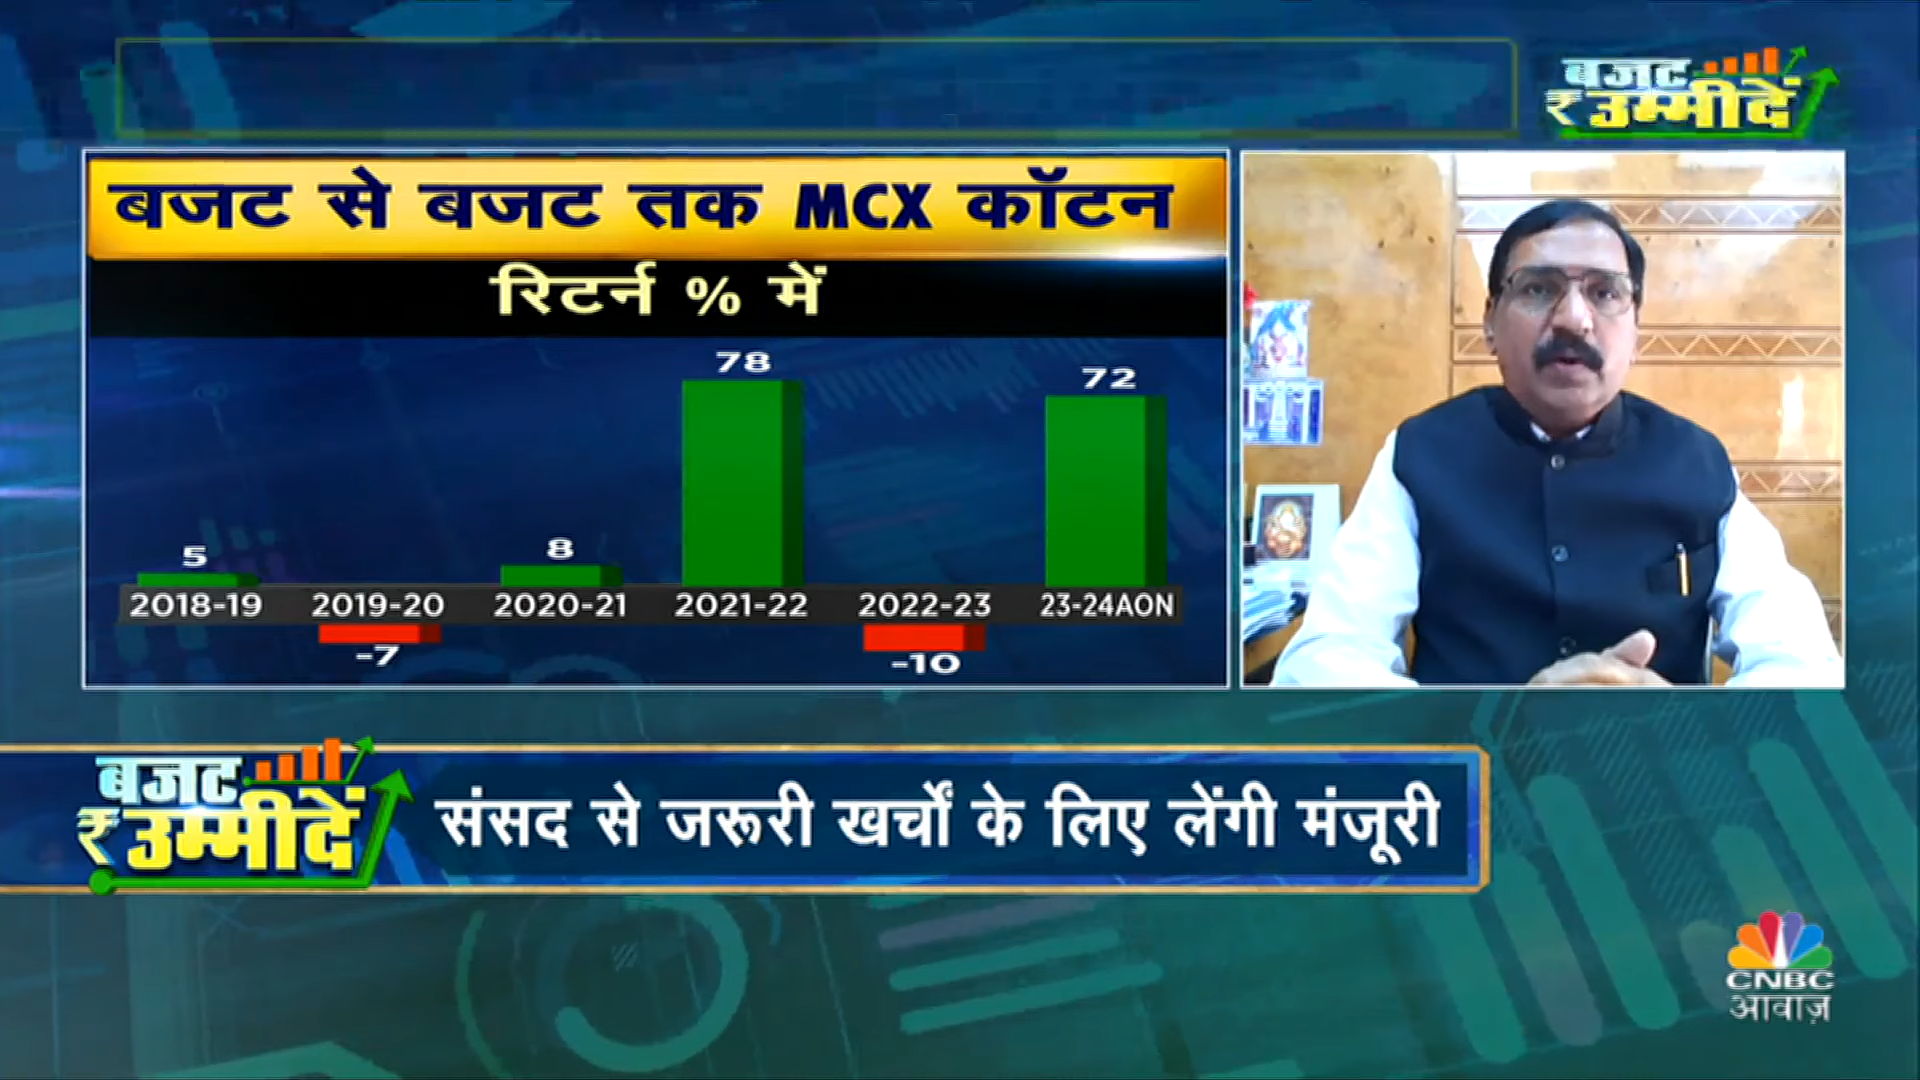 बजट
₹ उम्मीदें
बजट से बजट तक MCX कॉटन
रिटर्न % में
5
-7
8
78
-10
72
2018-19
2019-20
2020-21
2021-22
2022-23
23-24AON
बजट
₹ उम्मीदें
संसद से जरूरी खर्चों के लिए लेंगी मंजूरी
CNBC
आवाज़